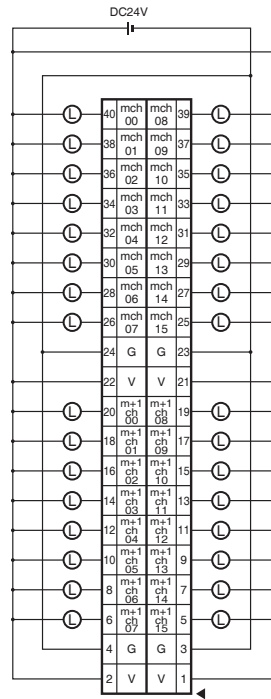 DC24V
L 40 mch 00 mch 08 39 L
L 38 mch 01 mch 09 37 L
L 36 mch 02 mch 10 35 L
L 34 mch 03 mch 11 33 L
L 32 mch 04 mch 12 31 L
L 30 mch 05 mch 13 29 L
L 28 mch 06 mch 14 27 L
L 26 mch 07 mch 15 25 L
24 G G 23
22 V V 21
L 20 m+1 ch 00 m+1 ch 08 19 L
L 18 m+1 ch 01 m+1 ch 09 17 L
L 16 m+1 ch 02 m+1 ch 10 15 L
L 14 m+1 ch 03 m+1 ch 11 13 L
L 12 m+1 ch 04 m+1 ch 12 11 L
L 10 m+1 ch 05 m+1 ch 13 9 L
L 8 m+1 ch 06 m+1 ch 14 7 L
L 6 m+1 ch 07 m+1 ch 15 5 L
4 G G 3
2 V V 1